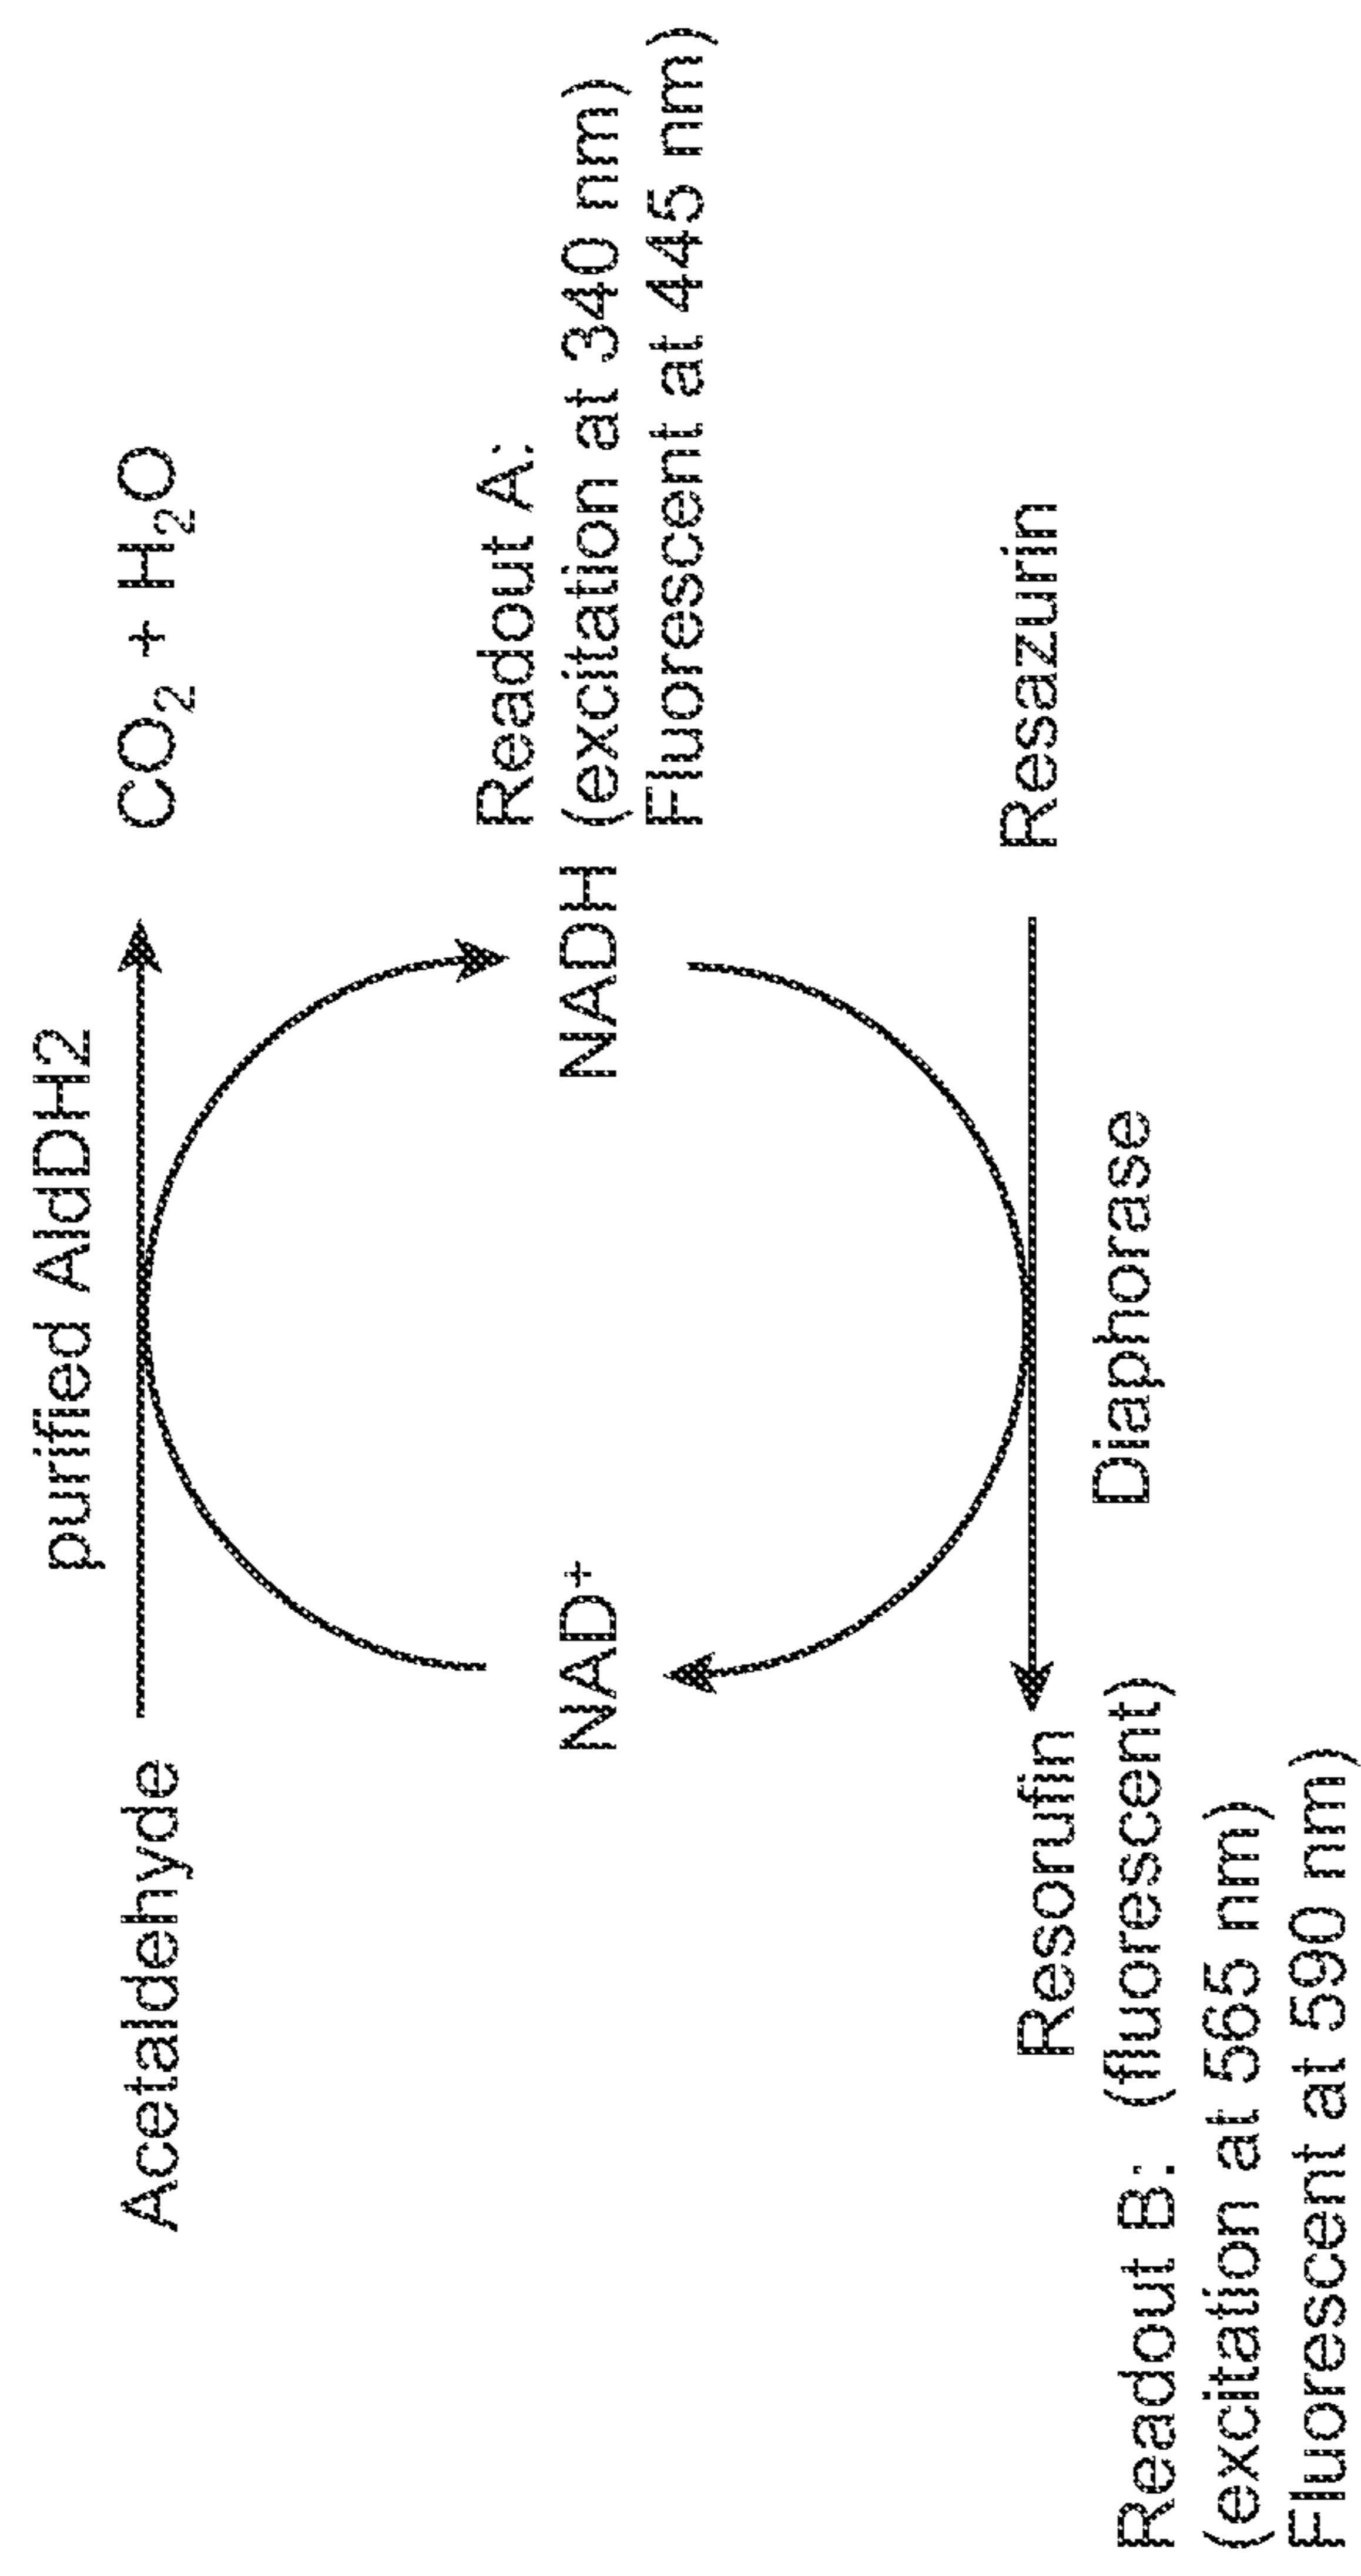 purified AldDH2
Acetaldehyde
CO₂ + H₂O
Readout A:
NAD⁺
NADH (excitation at 340 nm)
Fluorescent at 445 nm)
Resorufin
Resazurin
Diaphorase
Readout B: (fluorescent)
(excitation at 565 nm)
Fluorescent at 590 nm)